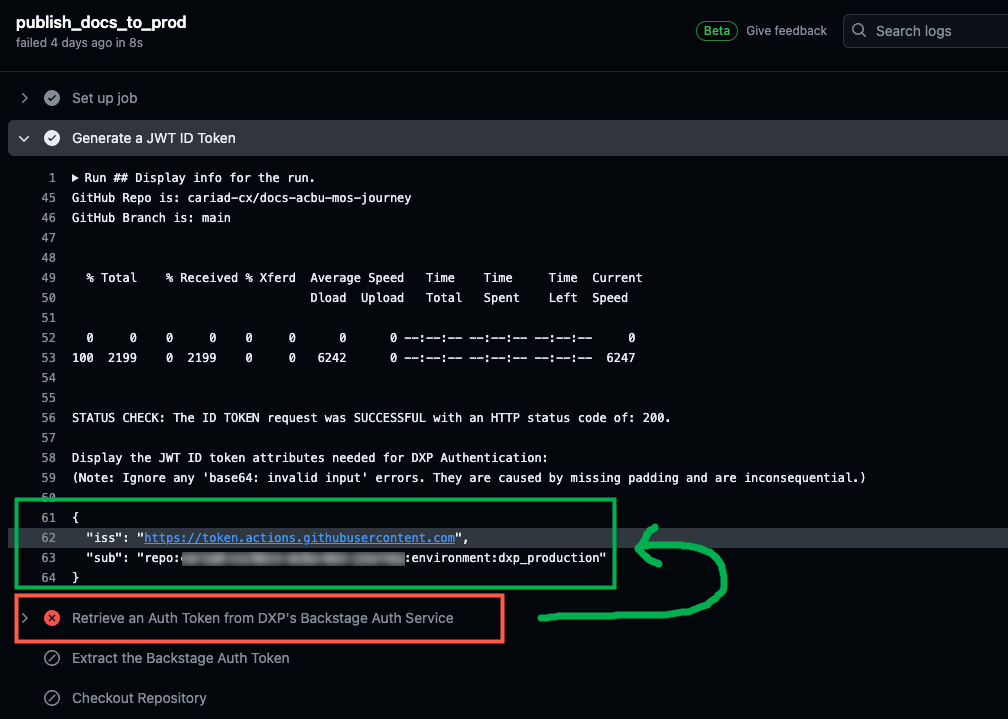 publish_docs_to_prod
failed 4 days ago in 8s
Beta Give feedback
Search logs
Set up job
Generate a JWT ID Token
1 Run ## Display info for the run.
45 GitHub Repo is: cariad-cx/docs-acbu-mos-journey
46 GitHub Branch is: main
47
48
49 % Total % Received % Xferd Average Speed Time Time Time Current
50 Dload Upload Total Spent Left Speed
51
52 0 0 0 0 0 0 0 0 --:--:-- --:--:-- --:--:-- 0
53 100 2199 0 2199 0 0 6242 0 --:--:-- --:--:-- --:--:-- 6247
54
55
56 STATUS CHECK: The ID TOKEN request was SUCCESSFUL with an HTTP status code of: 200.
57
58 Display the JWT ID token attributes needed for DXP Authentication:
59 (Note: Ignore any 'base64: invalid input' errors. They are caused by missing padding and are inconsequential.)
60
61 {
62 "iss": "https://token.actions.githubusercontent.com",
63 "sub": "repo: :environment:dxp_production"
64 }
Retrieve an Auth Token from DXP's Backstage Auth Service
Extract the Backstage Auth Token
Checkout Repository